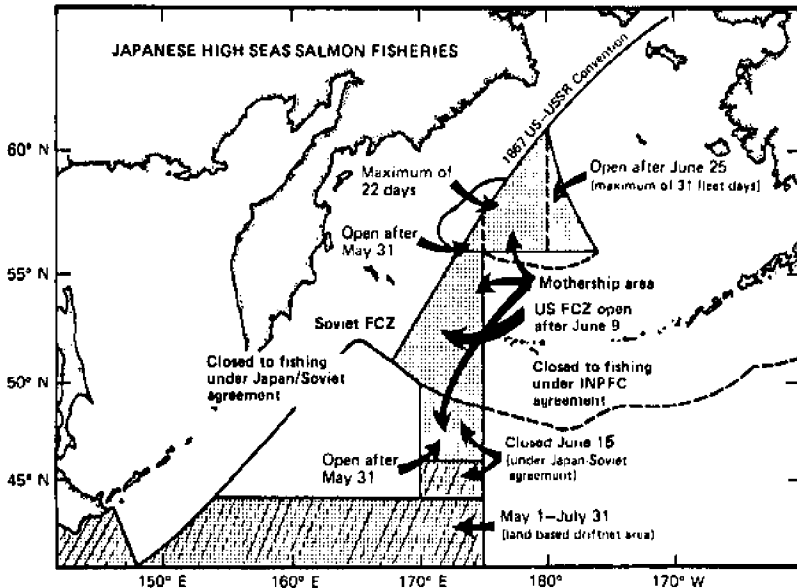 JAPANESE HIGH SEAS SALMON FISHERIES
1867 US-USSR Convention
60° N
Maximum of
22 days
Open after June 25
(maximum of 31 fleet days)
Open after
May 31
55° N
Mothership area
US FCZ open
after June 9
Soviet FCZ
Closed to fishing
under Japan/Soviet
agreement
Closed to fishing
under INPFC
agreement
50° N
Closed June 15
(under Japan-Soviet
agreement)
Open after
May 31
45° N
May 1-July 31
(land based driftnet area)
150° E
160° E
170° E
180°
170° W